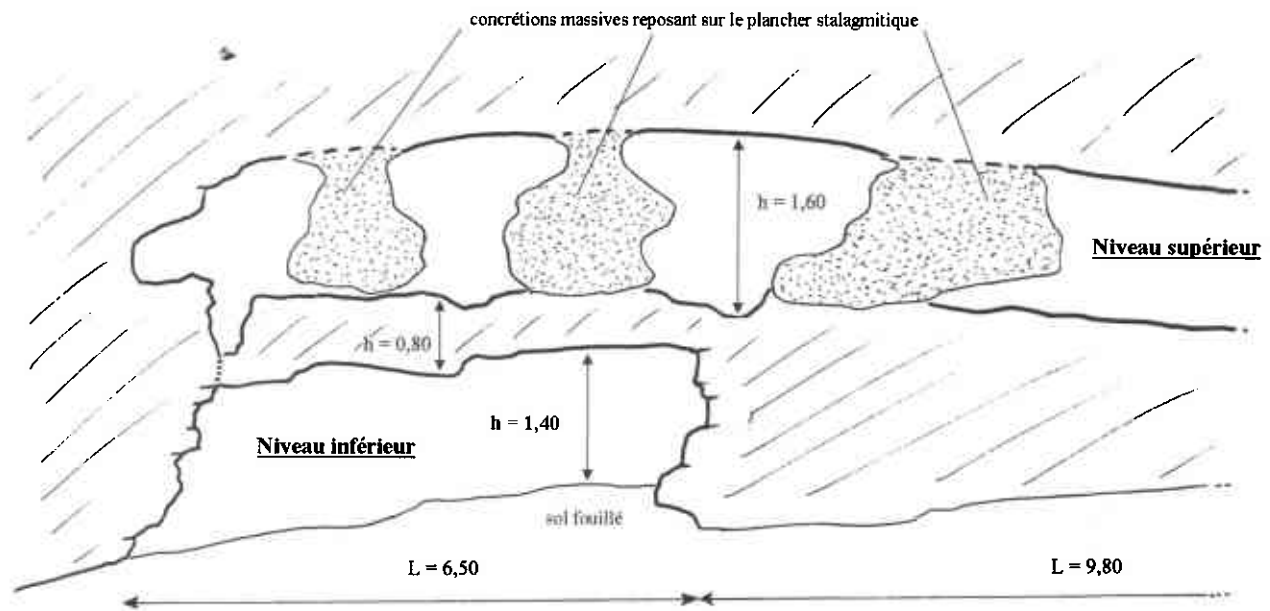 concrétions massives reposant sur le plancher stalagmitique
h = 1,60
Niveau supérieur
h = 0,80
h = 1,40
Niveau inférieur
sol fouillé
L = 6,50
L = 9,80